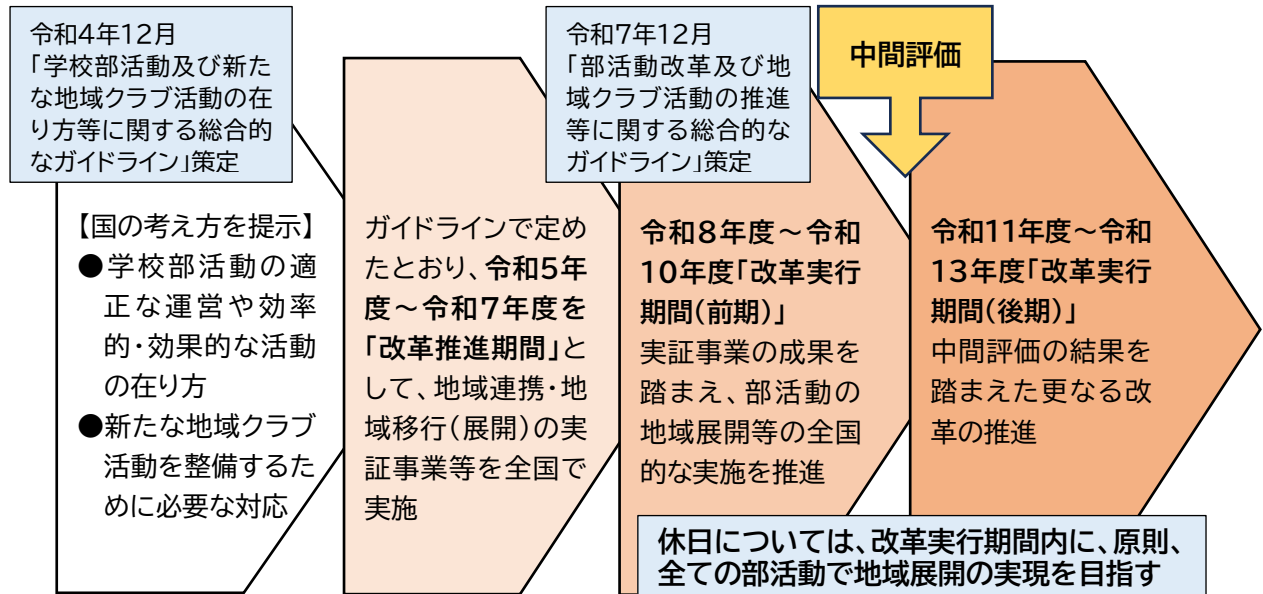 令和4年12月
「学校部活動及び新た
な地域クラブ活動の在
り方等に関する総合的
なガイドライン」策定
【国の考え方を提示】
●学校部活動の適
正な運営や効率
的・効果的な活動
の在り方
●新たな地域クラブ
活動を整備するた
めに必要な対応
ガイドラインで定め
たとおり、令和5年
度～令和7年度を
「改革推進期間」と
して、地域連携・地
域移行(展開)の実
証事業等を全国で
実施
令和7年12月
「部活動改革及び地
域クラブ活動の推進
等に関する総合的な
ガイドライン」策定
令和8年度～令和
10年度「改革実行
期間(前期)」
実証事業の成果を
踏まえ、部活動の
地域展開等の全国
的な実施を推進
中間評価
令和11年度～令和
13年度「改革実行
期間(後期)」
中間評価の結果を
踏まえた更なる改
革の推進
休日については、改革実行期間内に、原則、
全ての部活動で地域展開の実現を目指す